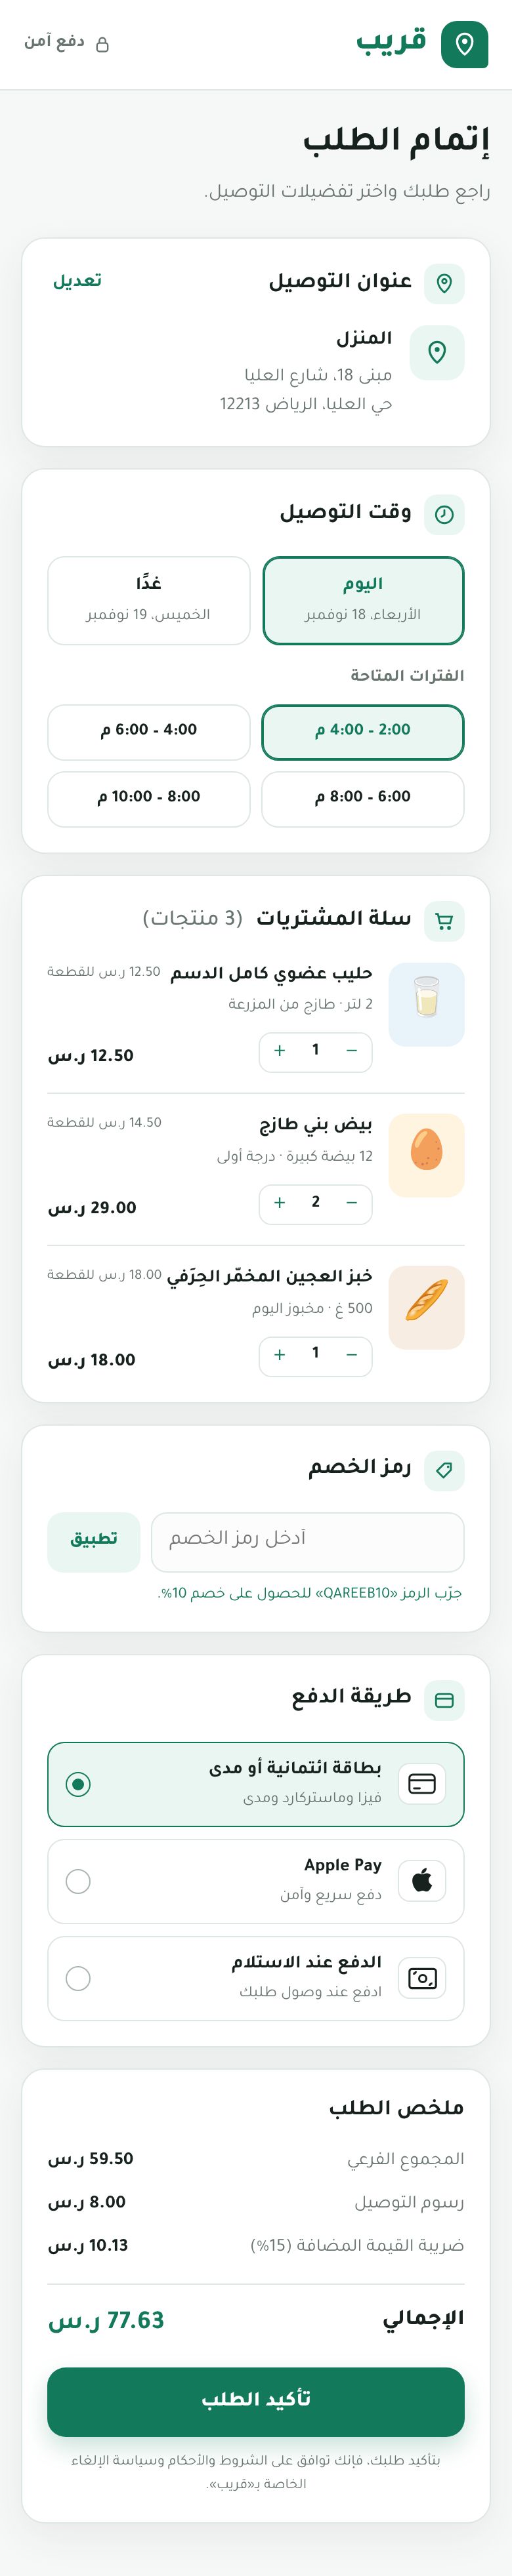 قريب
دفع آمن
إتمام الطلب
راجع طلبك واختر تفضيلات التوصيل.
عنوان التوصيل
تعديل
المنزل
مبنى 18، شارع العليا
حي العليا، الرياض 12213
وقت التوصيل
اليوم
الأربعاء، 18 نوفمبر
غدًا
الخميس، 19 نوفمبر
الفترات المتاحة
2:00 – 4:00 م
4:00 – 6:00 م
6:00 – 8:00 م
8:00 – 10:00 م
سلة المشتريات (3 منتجات)
حليب عضوي كامل الدسم
12.50 ر.س للقطعة
2 لتر · طازج من المزرعة
− 1 +
12.50 ر.س
بيض بني طازج
14.50 ر.س للقطعة
12 بيضة كبيرة · درجة أولى
− 2 +
29.00 ر.س
خبز العجين المخمّر الحِرَفي
18.00 ر.س للقطعة
500 غ · مخبوز اليوم
− 1 +
18.00 ر.س
رمز الخصم
أدخل رمز الخصم
تطبيق
جرّب الرمز «QAREEB10» للحصول على خصم 10%.
طريقة الدفع
بطاقة ائتمانية أو مدى
فيزا وماستركارد ومدى
Apple Pay
دفع سريع وآمن
الدفع عند الاستلام
ادفع عند وصول طلبك
ملخص الطلب
المجموع الفرعي
59.50 ر.س
رسوم التوصيل
8.00 ر.س
ضريبة القيمة المضافة (15%)
10.13 ر.س
الإجمالي
77.63 ر.س
تأكيد الطلب
بتأكيد طلبك، فإنك توافق على الشروط والأحكام وسياسة الإلغاء
الخاصة بـ«قريب».